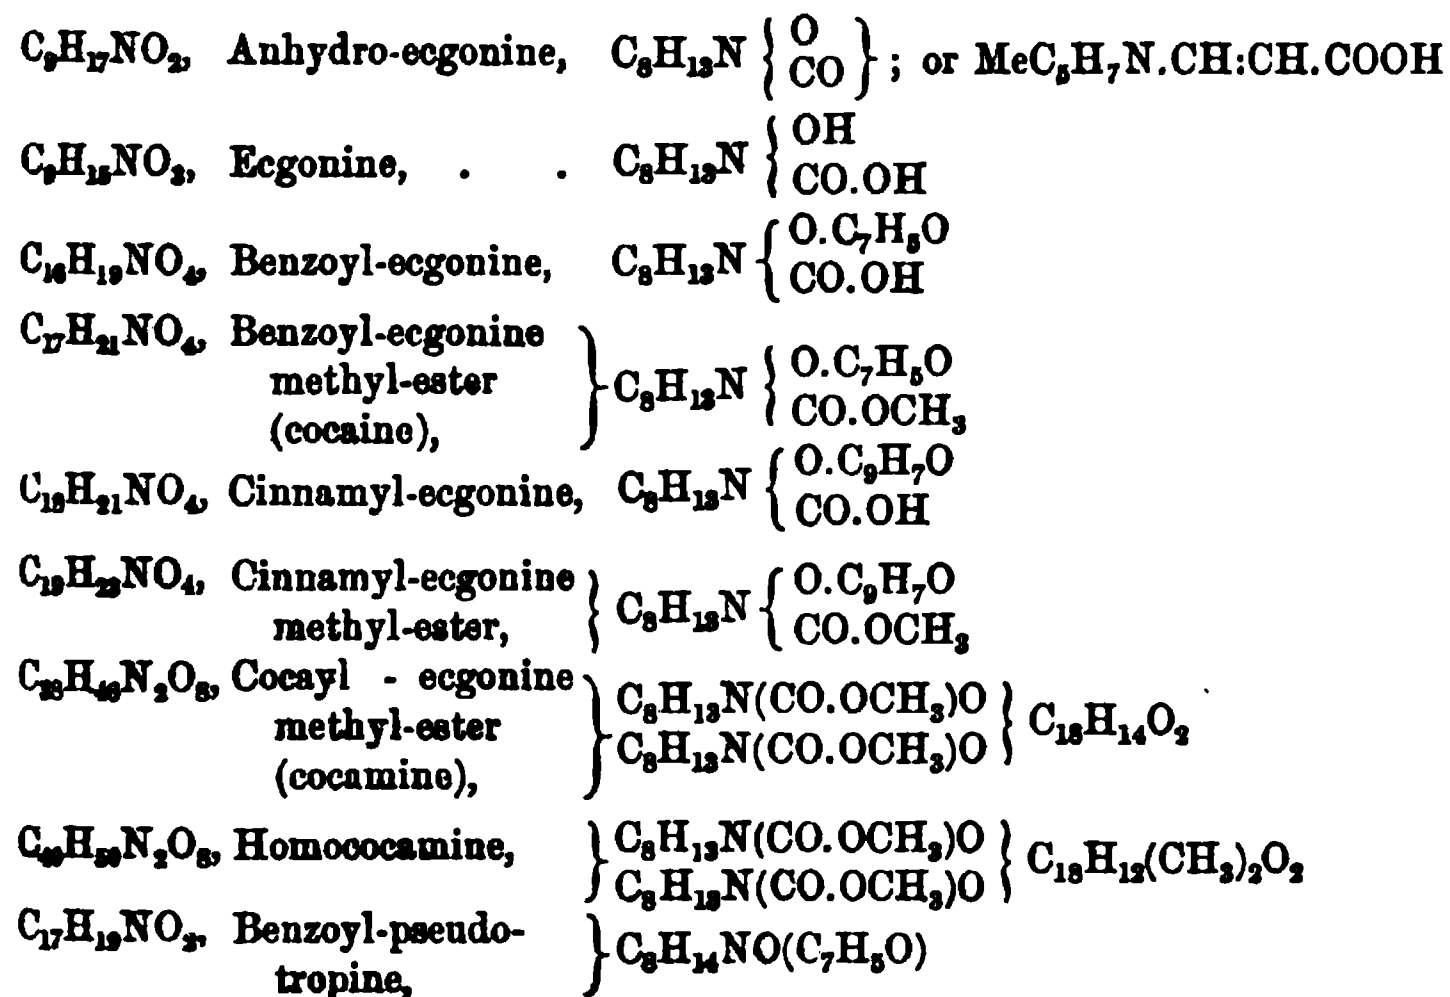 C₉H₁₇NO₂, Anhydro-ecgonine, C₈H₁₃N { O CO } ; or MeC₅H₇N.CH:CH.COOH
C₉H₁₅NO₃, Ecgonine, . . C₈H₁₃N { OH CO.OH
C₁₆H₁₉NO₄, Benzoyl-ecgonine, C₈H₁₃N { O.C₇H₅O CO.OH
C₁₇H₂₁NO₄, Benzoyl-ecgonine
methyl-ester
(cocaine), } C₈H₁₃N { O.C₇H₅O CO.OCH₃
C₁₈H₂₁NO₄, Cinnamyl-ecgonine, C₈H₁₃N { O.C₉H₇O CO.OH
C₁₉H₂₃NO₄, Cinnamyl-ecgonine
methyl-ester, } C₈H₁₃N { O.C₉H₇O CO.OCH₃
C₃₈H₄₆N₂O₈, Cocayl - ecgonine
methyl-ester
(cocamine), } C₈H₁₃N(CO.OCH₃)O
C₈H₁₃N(CO.OCH₃)O } C₁₈H₁₄O₂
C₄₀H₅₀N₂O₈, Homococamine, } C₈H₁₃N(CO.OCH₃)O
C₈H₁₃N(CO.OCH₃)O } C₁₈H₁₂(CH₃)₂O₂
C₁₇H₁₉NO₂, Benzoyl-pseudo-
tropine, } C₈H₁₄NO(C₇H₅O)